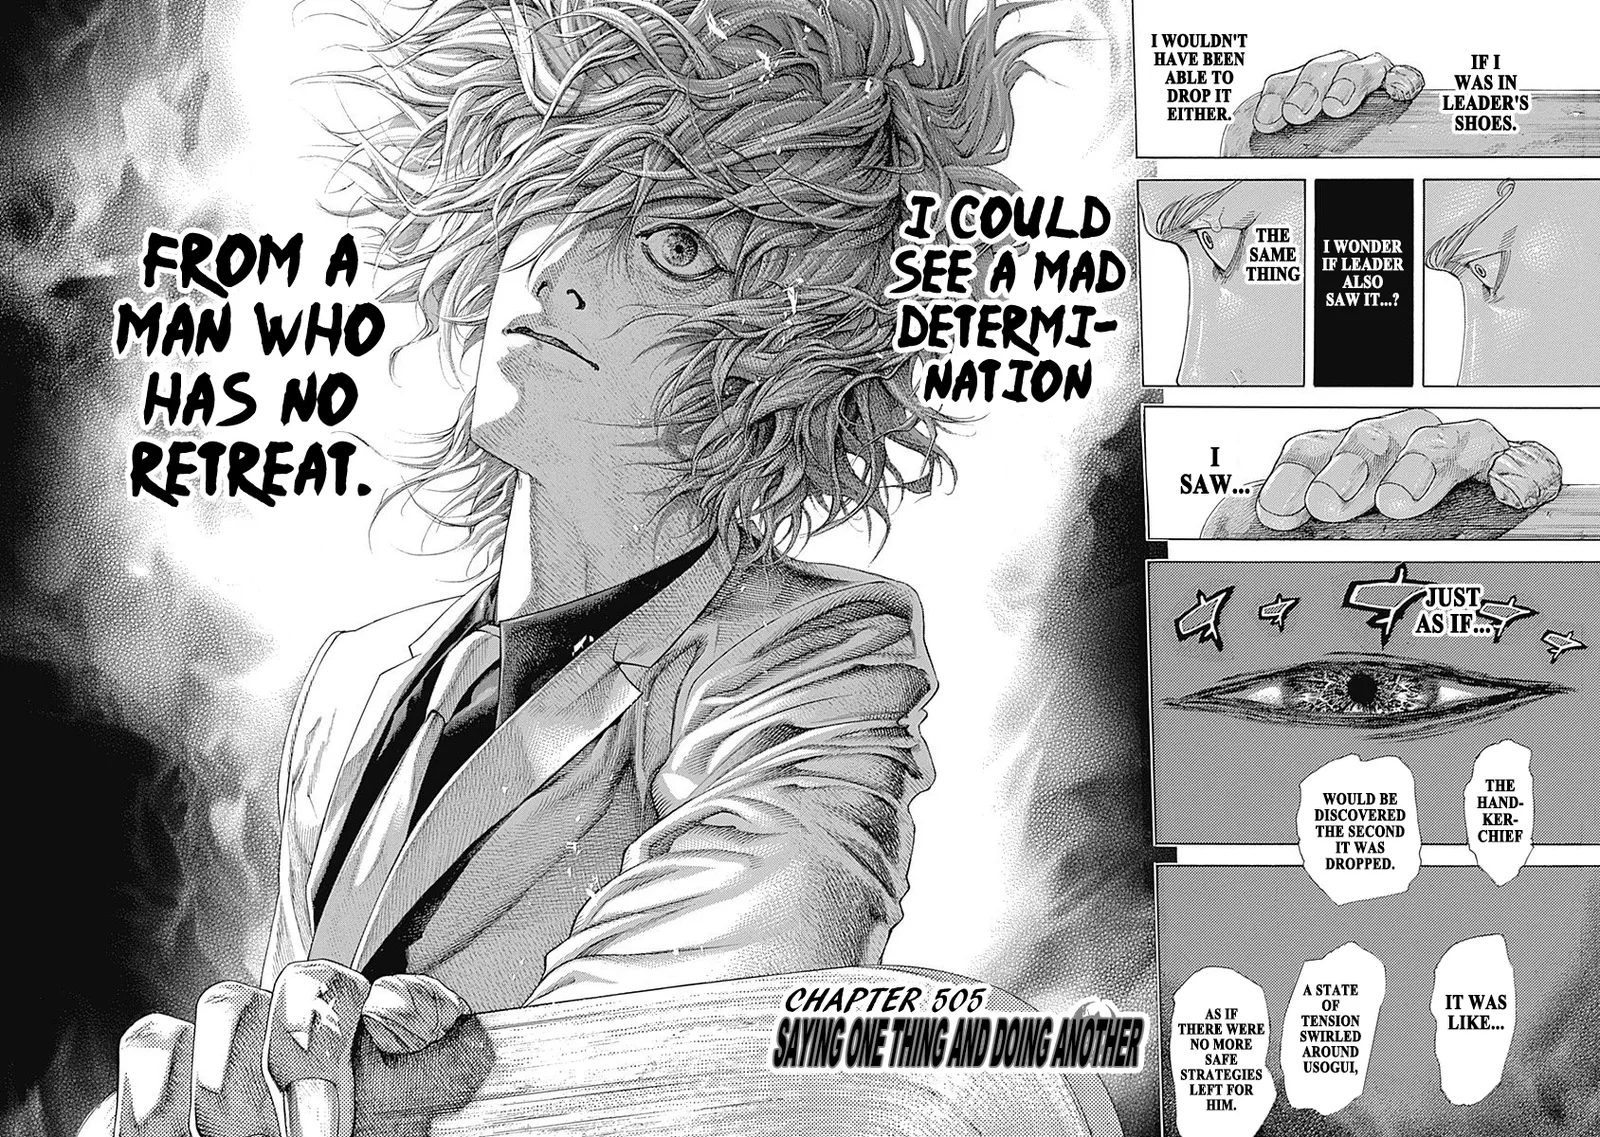 IF I
WAS IN
LEADER'S
SHOES.
I WOULDN'T
HAVE BEEN
ABLE TO
DROP IT
EITHER.
I WONDER
IF LEADER
ALSO
SAW IT...?
THE
SAME
THING
I
SAW...
JUST
AS IF...
THE
HAND-
KER-
CHIEF
WOULD BE
DISCOVERED
THE SECOND
IT WAS
DROPPED.
IT WAS
LIKE...
A STATE
OF
TENSION
SWIRLED
AROUND
USOGUI,
AS IF
THERE WERE
NO MORE
SAFE
STRATEGIES
LEFT FOR
HIM.
I COULD
SEE A MAD
DETERMI-
NATION
FROM A
MAN WHO
HAS NO
RETREAT.
CHAPTER 505
SAYING ONE THING AND DOING ANOTHER